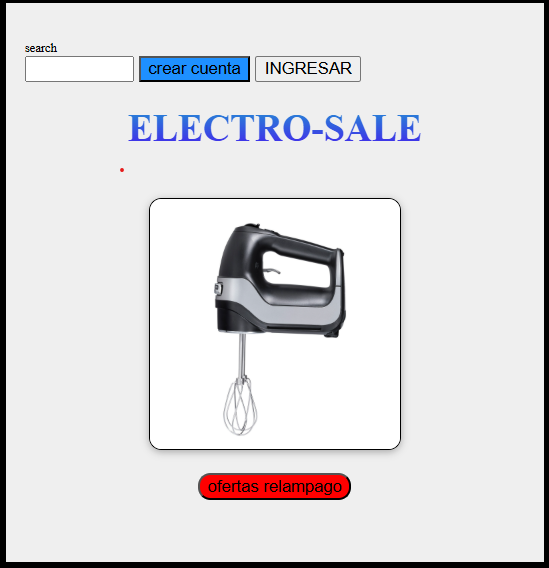 search
crear cuenta INGRESAR
ELECTRO-SALE
ofertas relampago